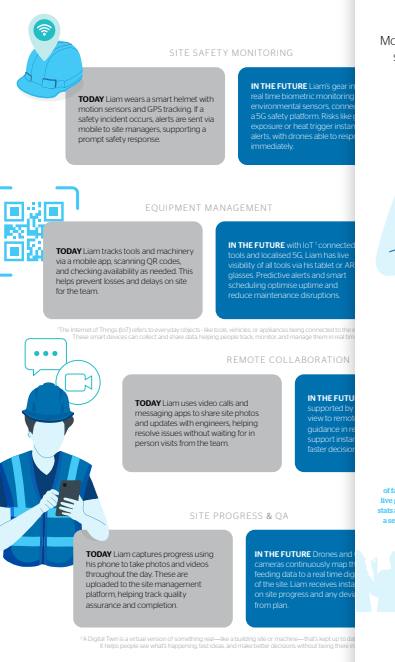 SITE SAFETY MONITORING
TODAY Liam wears a smart helmet with
motion sensors and GPS tracking. If a
safety incident occurs, alerts are sent via
mobile to site managers, supporting a
prompt safety response.
IN THE FUTURE Liam's gear in
real time biometric monitoring
environmental sensors, connec
a 5G safety platform. Risks like
exposure or heat trigger instan
alerts, with drones able to resp
immediately.
EQUIPMENT MANAGEMENT
TODAY Liam tracks tools and machinery
via a mobile app, scanning QR codes,
and checking availability as needed. This
helps prevent losses and delays on site
for the team.
IN THE FUTURE with IoT¹ connected
tools and localised 5G, Liam has live
visibility of all tools via his tablet or AR
glasses. Predictive alerts and smart
scheduling optimise uptime and
reduce maintenance disruptions.
¹The Internet of Things (IoT) refers to everyday objects - like tools, vehicles, or appliances being connected to the
These smart devices can collect and share data, helping people track, monitor, and manage them in real time
REMOTE COLLABORATION
TODAY Liam uses video calls and
messaging apps to share site photos
and updates with engineers, helping
resolve issues without waiting for in
person visits from the team.
IN THE FUTU
supported by
view to remot
guidance in re
support instan
faster decision
SITE PROGRESS & QA
TODAY Liam captures progress using
his phone to take photos and videos
throughout the day. These are
uploaded to the site management
platform, helping track quality
assurance and completion.
IN THE FUTURE Drones and
cameras continuously map th
feeding data to a real time dig
of the site. Liam receives insta
on site progress and any devia
from plan.
²A Digital Twin is a virtual version of something real—like a building site or machine—that's kept up to da
It helps people see what's happening, test ideas and make better decisions without being there
Mo
s
of fa
live
stats
a se